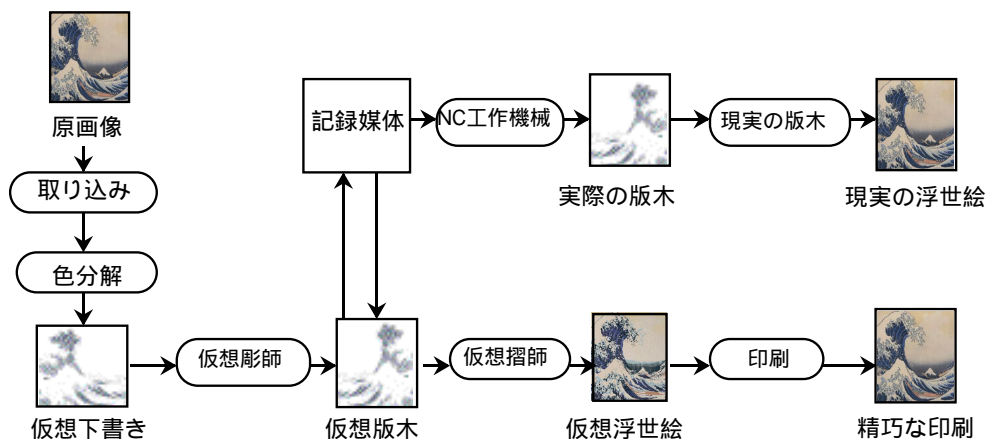 原画像
取り込み
色分解
仮想下書き
仮想彫師
仮想版木
記録媒体
NC工作機械
実際の版木
現実の版木
現実の浮世絵
仮想摺師
仮想浮世絵
印刷
精巧な印刷